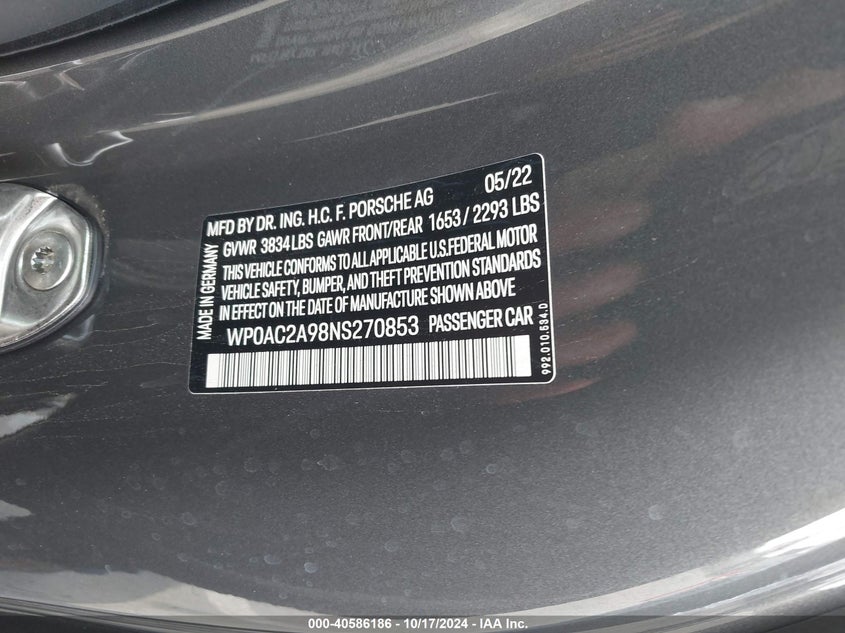 MFD BY DR. ING. H.C. F. PORSCHE AG 05/22
GVWR 3834 LBS GAWR FRONT/REAR 1653 / 2293 LBS
THIS VEHICLE CONFORMS TO ALL APPLICABLE U.S. FEDERAL MOTOR
VEHICLE SAFETY, BUMPER, AND THEFT PREVENTION STANDARDS
IN EFFECT ON THE DATE OF MANUFACTURE SHOWN ABOVE
WP0AC2A98NS270853 PASSENGER CAR
MADE IN GERMANY
992.010.534.D
000-40586186 | 10/17/2024 | IAA Inc.